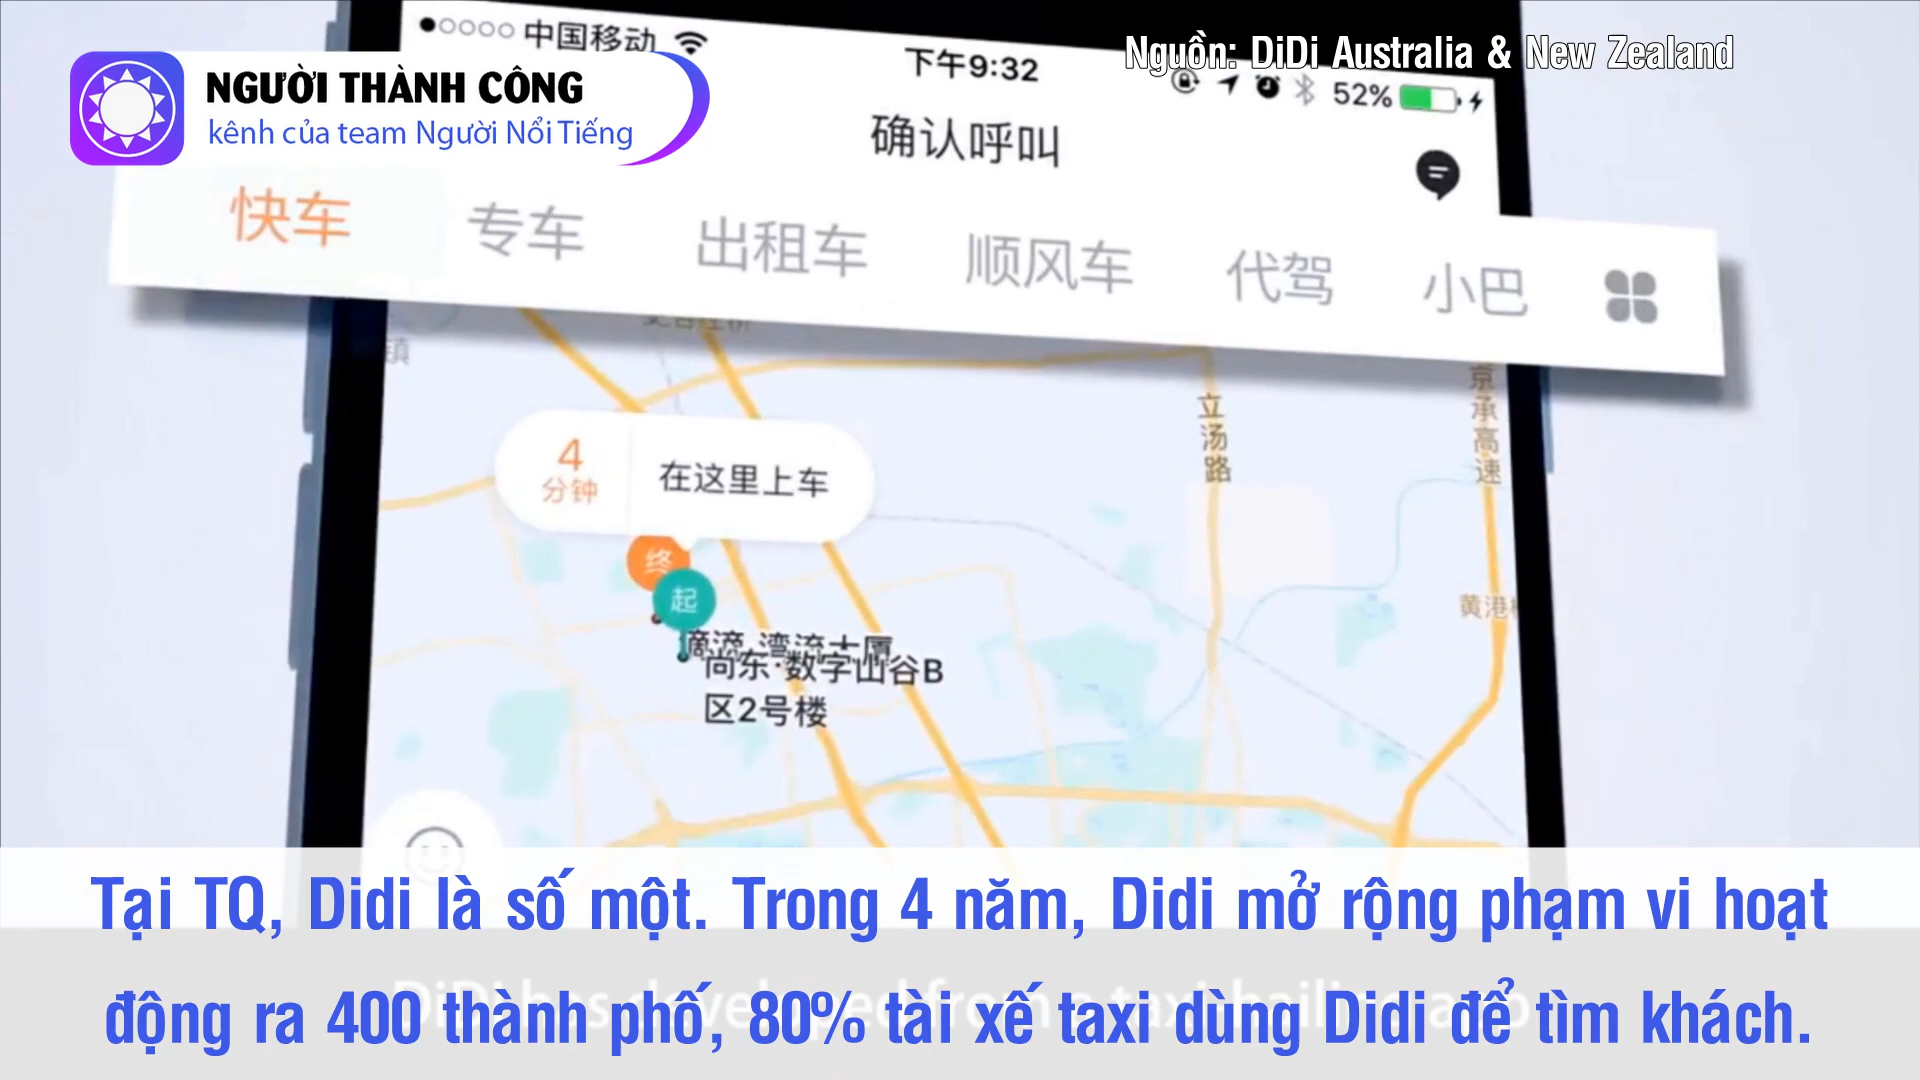 中国移动
下午9:32
52%
Nguồn: DiDi Australia & New Zealand
NGƯỜI THÀNH CÔNG
kênh của team Người Nổi Tiếng
确认呼叫
快车 专车 出租车 顺风车 代驾 小巴
镇
京承高速
立汤路
4
分钟
在这里上车
终
起
黄港
尚东·数字山谷B
区2号楼
Tại TQ, Didi là số một. Trong 4 năm, Didi mở rộng phạm vi hoạt
động ra 400 thành phố, 80% tài xế taxi dùng Didi để tìm khách.